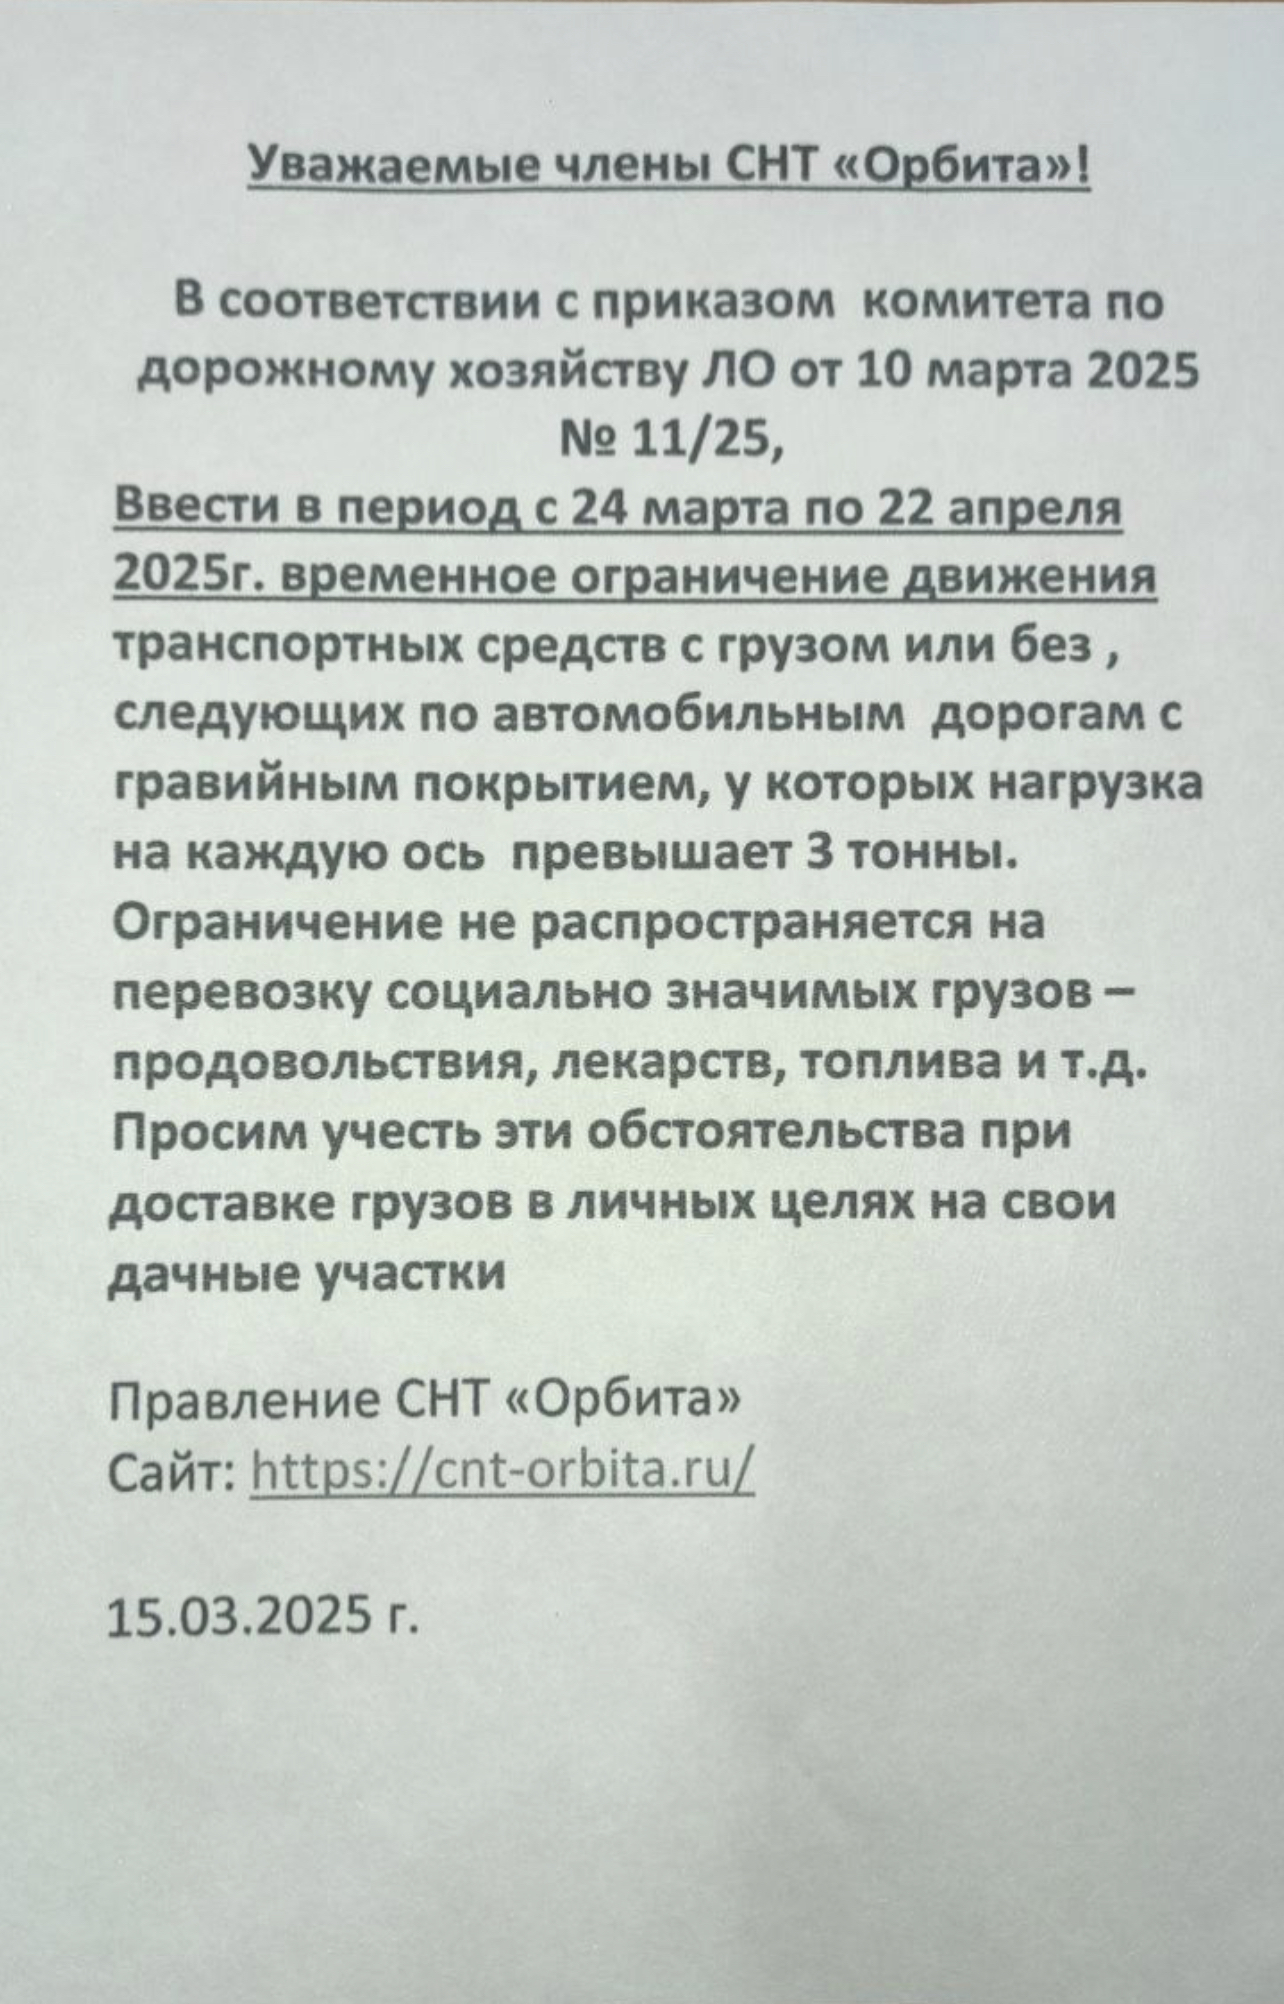 Уважаемые члены СНТ «Орбита»!
В соответствии с приказом комитета по
дорожному хозяйству ЛО от 10 марта 2025
№ 11/25,
Ввести в период с 24 марта по 22 апреля
2025г. временное ограничение движения
транспортных средств с грузом или без ,
следующих по автомобильным дорогам с
гравийным покрытием, у которых нагрузка
на каждую ось превышает 3 тонны.
Ограничение не распространяется на
перевозку социально значимых грузов –
продовольствия, лекарств, топлива и т.д.
Просим учесть эти обстоятельства при
доставке грузов в личных целях на свои
дачные участки
Правление СНТ «Орбита»
Сайт: https://cnt-orbita.ru/
15.03.2025 г.